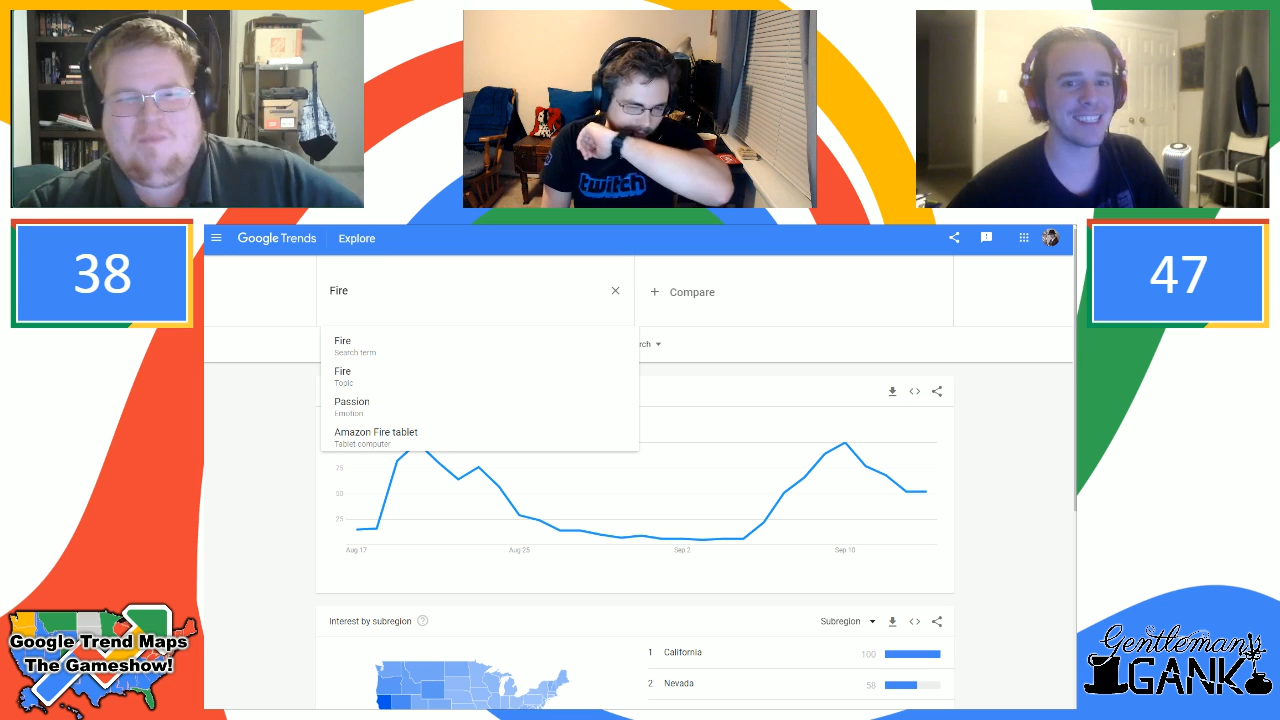 twitch
38
47
Google Trends
Explore
Fire
Compare
Fire
Search term
Fire
Topic
Passion
Emotion
Amazon Fire tablet
Tablet computer
rch
75
50
25
Aug 17
Aug 25
Sep 2
Sep 10
Interest by subregion
Subregion
1 California 100
2 Nevada 58
Google Trend Maps
The Gameshow!
Gentleman's
GANK